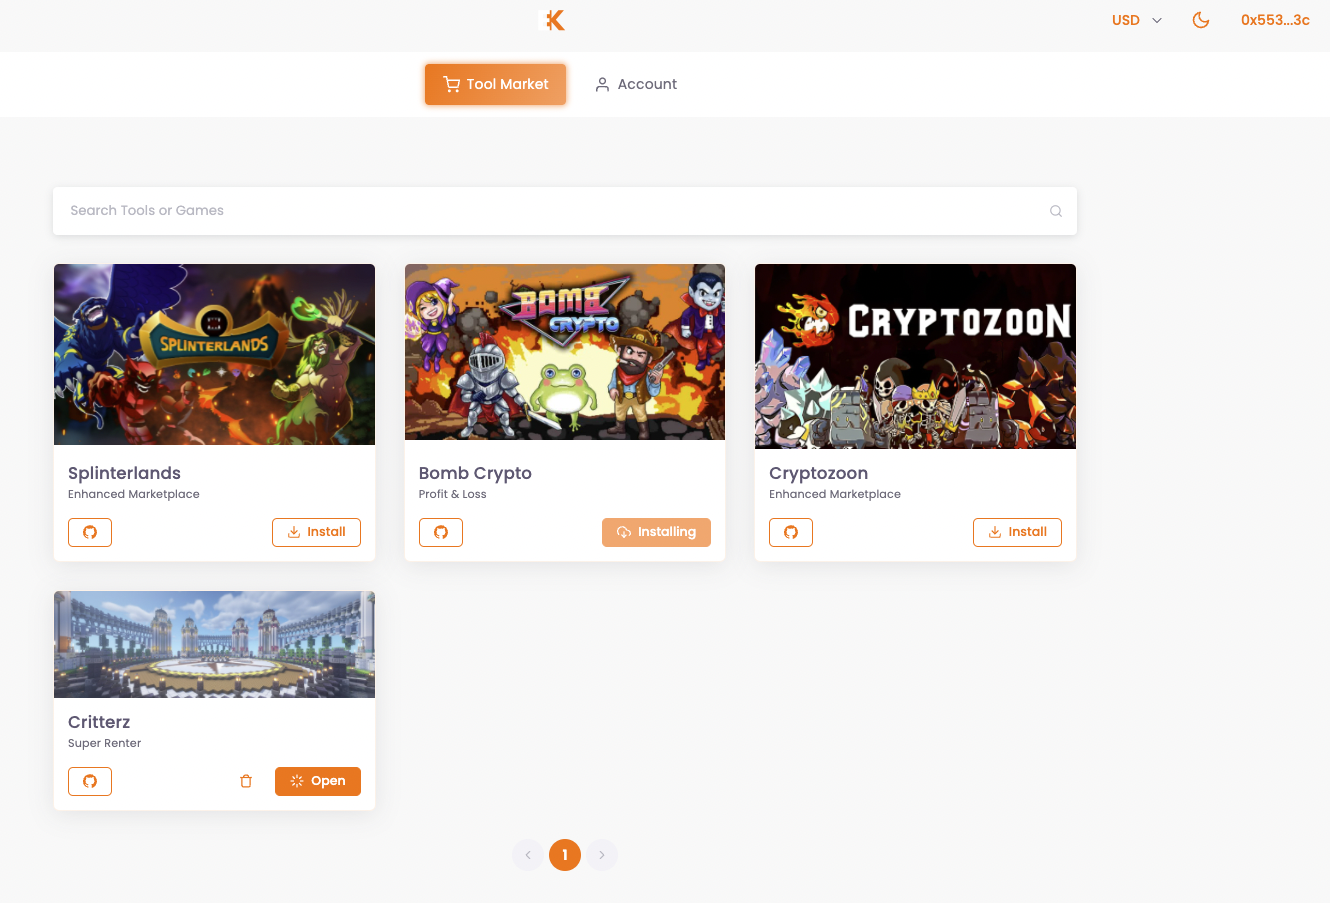 K
USD
0x553...3c
Tool Market
Account
Search Tools or Games
SPLINTERLANDS
BOMB
CRYPTO
CRYPTOZOON
Splinterlands
Enhanced Marketplace
Install
Bomb Crypto
Profit & Loss
Installing
Cryptozoon
Enhanced Marketplace
Install
Critterz
Super Renter
Open
1